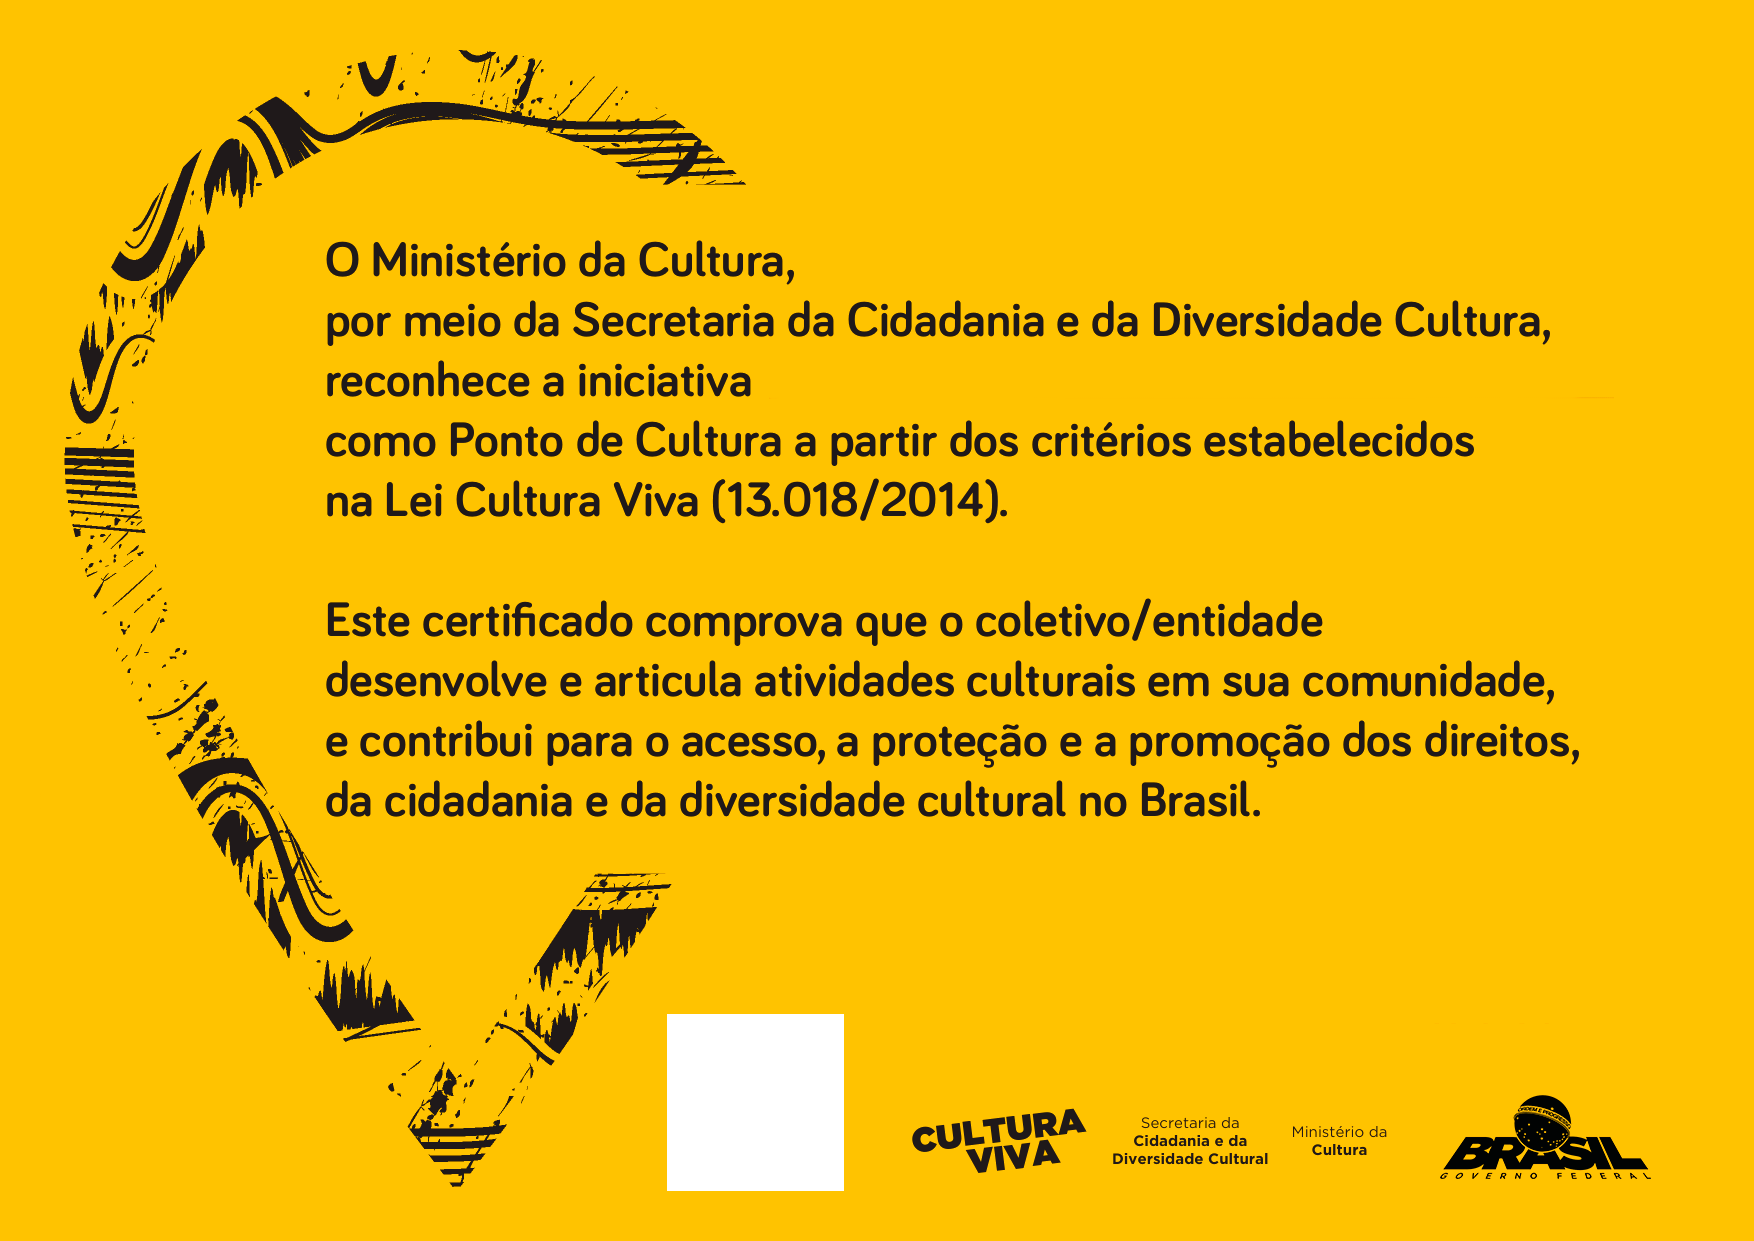 O Ministério da Cultura,
por meio da Secretaria da Cidadania e da Diversidade Cultura,
reconhece a iniciativa
como Ponto de Cultura a partir dos critérios estabelecidos
na Lei Cultura Viva (13.018/2014).
Este certificado comprova que o coletivo/entidade
desenvolve e articula atividades culturais em sua comunidade,
e contribui para o acesso, a proteção e a promoção dos direitos,
da cidadania e da diversidade cultural no Brasil.
CULTURA
VIVA
Secretaria da
Cidadania e da
Diversidade Cultural
Ministério da
Cultura
ORDEM E PROGRESSO
BRASIL
GOVERNO FEDERAL